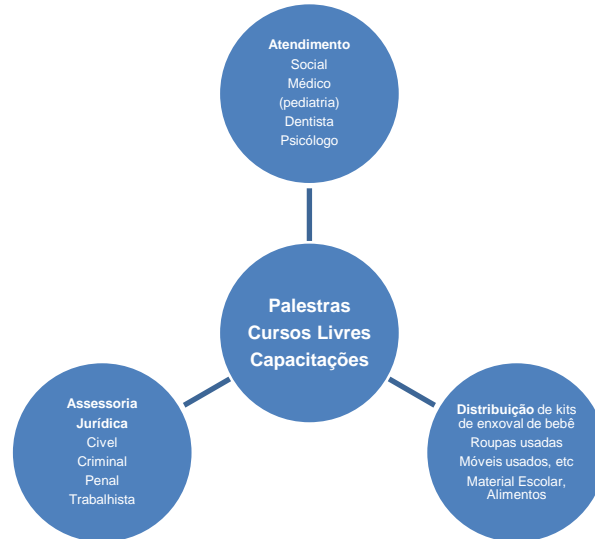 Atendimento
Social
Médico
(pediatria)
Dentista
Psicólogo
Palestras
Cursos Livres
Capacitações
Assessoria
Jurídica
Civel
Criminal
Penal
Trabalhista
Distribuição de kits
de enxoval de bebê
Roupas usadas
Móveis usados, etc
Material Escolar,
Alimentos